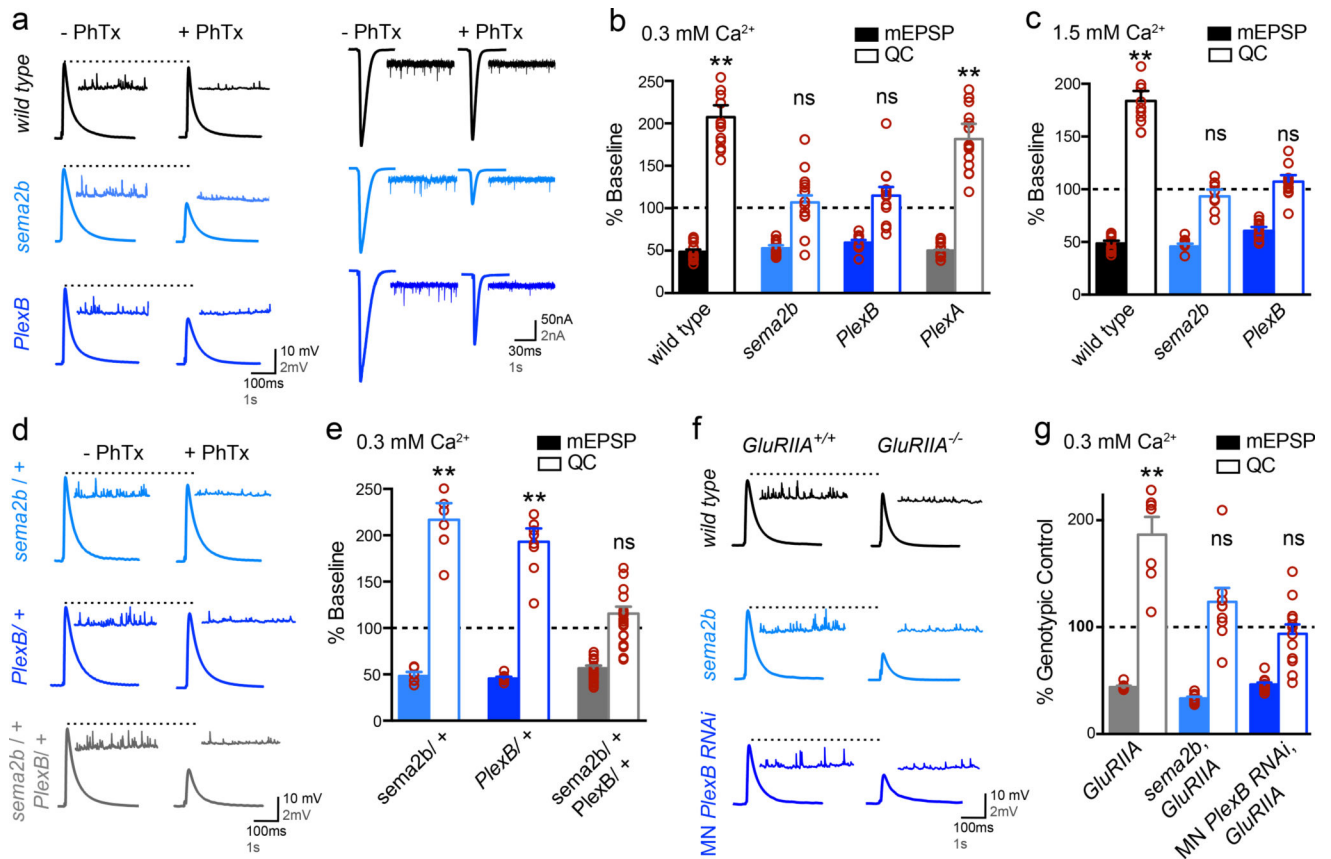 a
- PhTx
+ PhTx
- PhTx
+ PhTx
wild type
sema2b
PlexB
10 mV
2mV
100ms
1s
50nA
2nA
30ms
1s
b
0.3 mM Ca²⁺
mEPSP
QC
% Baseline
250
200
150
100
50
0
**
ns
ns
**
wild type
sema2b
PlexB
PlexA
c
1.5 mM Ca²⁺
mEPSP
QC
% Baseline
200
150
100
50
0
**
ns
ns
wild type
sema2b
PlexB
d
- PhTx
+ PhTx
sema2b / +
PlexB/ +
sema2b / +
PlexB/ +
10 mV
2mV
100ms
1s
e
0.3 mM Ca²⁺
mEPSP
QC
% Baseline
250
200
150
100
50
0
**
**
ns
sema2b/ +
PlexB/ +
sema2b/ +
PlexB/ +
f
GluRIIA⁺/⁺
GluRIIA⁻/⁻
wild type
sema2b
MN PlexB RNAi
10 mV
2mV
100ms
1s
g
0.3 mM Ca²⁺
mEPSP
QC
% Genotypic Control
200
100
0
**
ns
ns
GluRIIA
sema2b,
GluRIIA
MN PlexB RNAi,
GluRIIA